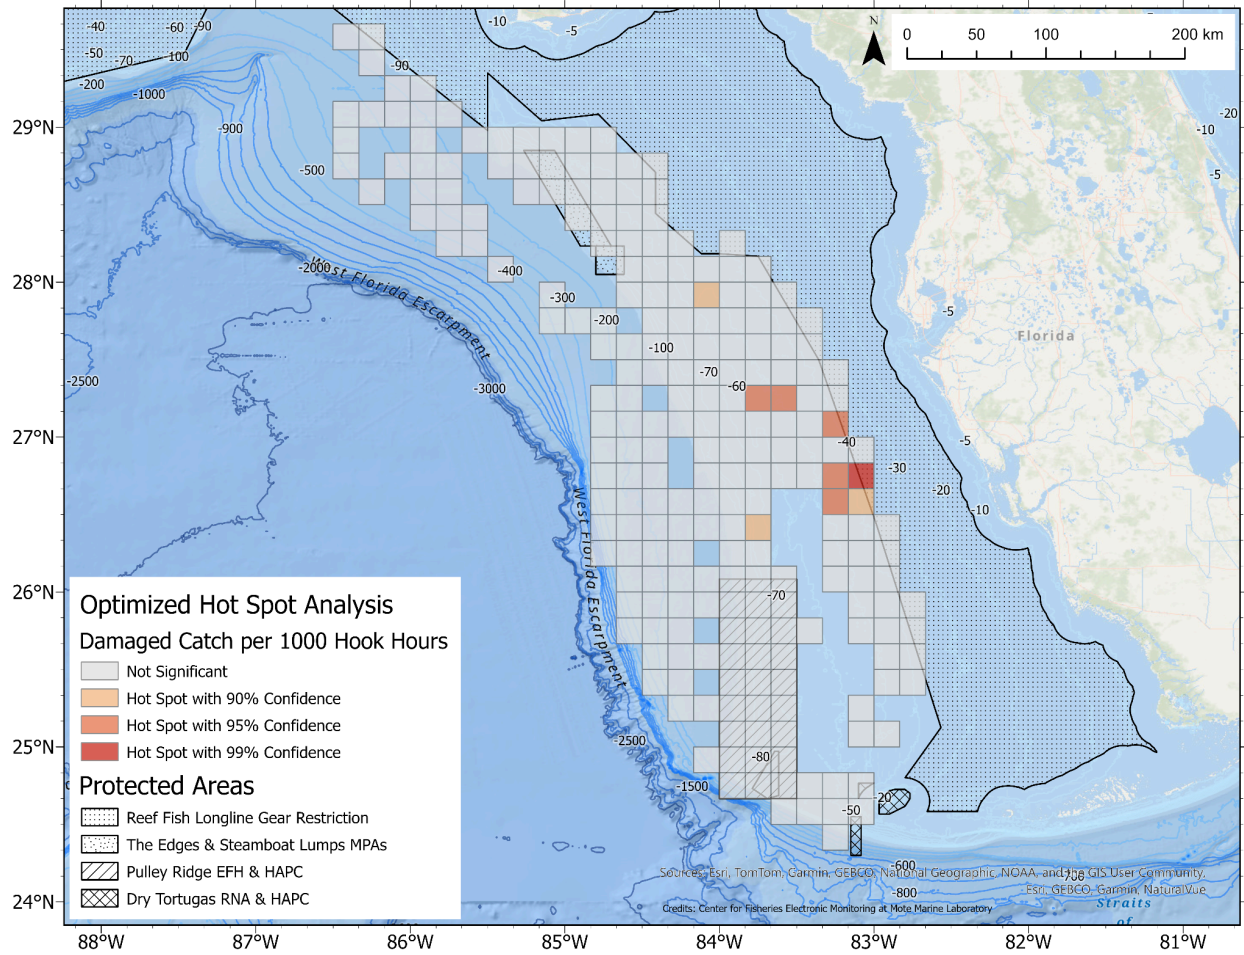 -40
-60
-90
-10
-5
N
0
50
100
200 km
-50
-70
-100
-90
-200
-1000
-20
-10
29°N
-900
-500
-5
28°N
-2000
West Florida Escarpment
-400
-300
-200
-5
Florida
-100
-70
-2500
-60
-3000
27°N
-40
-5
-30
-20
-10
West Florida Escarpment
26°N
-70
Optimized Hot Spot Analysis
Damaged Catch per 1000 Hook Hours
Not Significant
Hot Spot with 90% Confidence
Hot Spot with 95% Confidence
Hot Spot with 99% Confidence
Protected Areas
Reef Fish Longline Gear Restriction
The Edges & Steamboat Lumps MPAs
Pulley Ridge EFH & HAPC
Dry Tortugas RNA & HAPC
25°N
-2500
-80
-1500
-20
-50
-600
-700
-800
Sources: Esri, TomTom, Garmin, GEBCO, National Geographic, NOAA, and the GIS User Community,
Esri, GEBCO, Garmin, NaturalVue
Credits: Center for Fisheries Electronic Monitoring at Mote Marine Laboratory
Straits
of
24°N
88°W
87°W
86°W
85°W
84°W
83°W
82°W
81°W